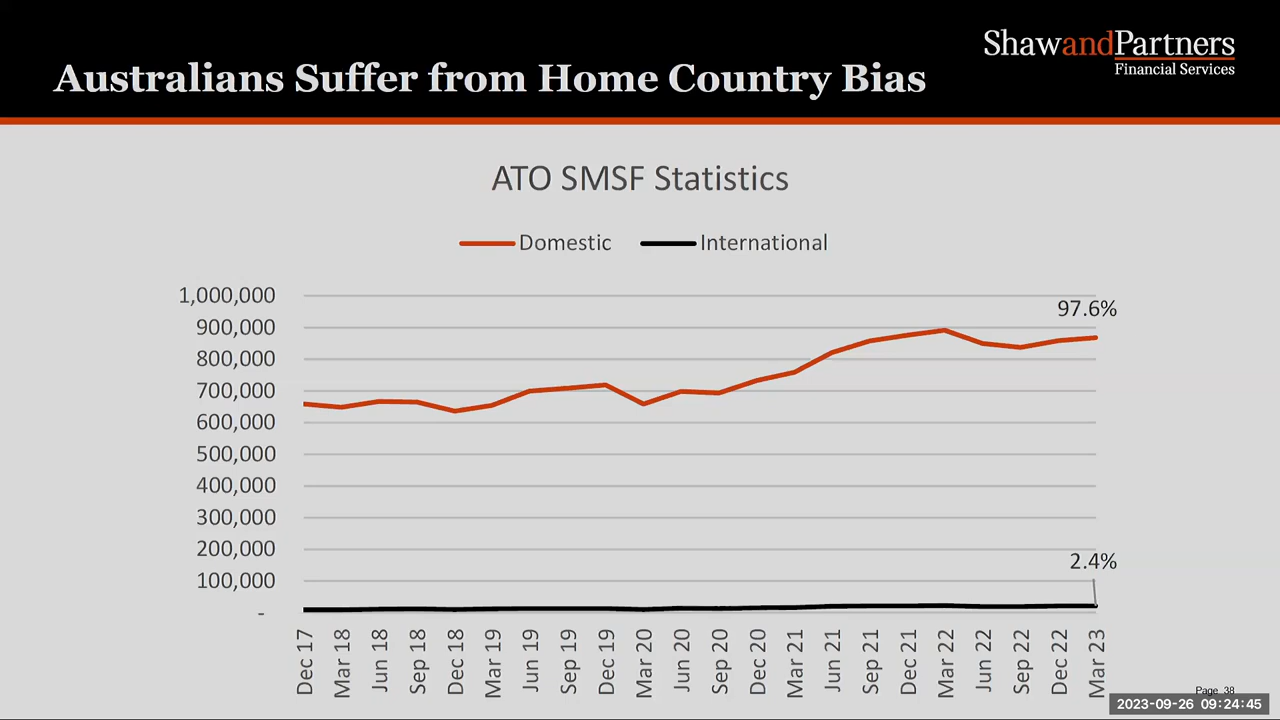 Australians Suffer from Home Country Bias
ShawandPartners
Financial Services
ATO SMSF Statistics
Domestic
International
1,000,000
900,000
800,000
700,000
600,000
500,000
400,000
300,000
200,000
100,000
-
97.6%
2.4%
Dec 17
Mar 18
Jun 18
Sep 18
Dec 18
Mar 19
Jun 19
Sep 19
Dec 19
Mar 20
Jun 20
Sep 20
Dec 20
Mar 21
Jun 21
Sep 21
Dec 21
Mar 22
Jun 22
Sep 22
Dec 22
Mar 23
Page 38
2023-09-26 09:24:45